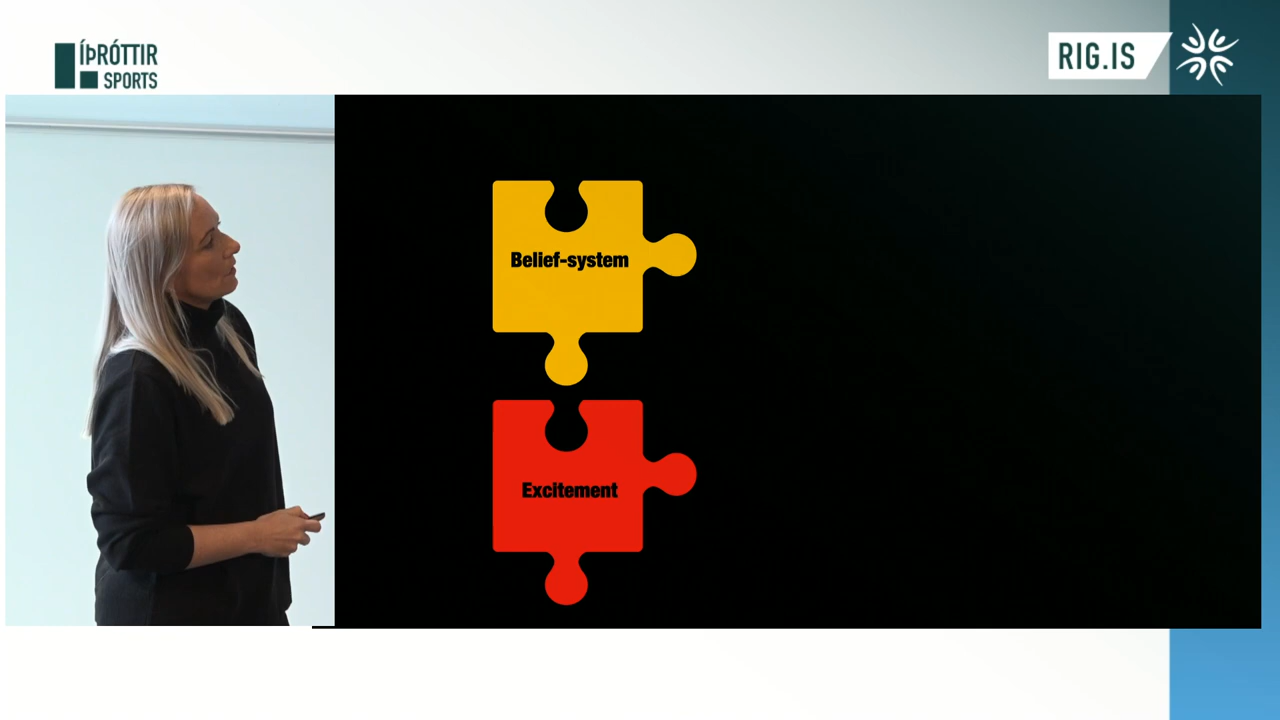 ÍÞRÓTTIR
SPORTS
RIG.IS
Belief-system
Excitement